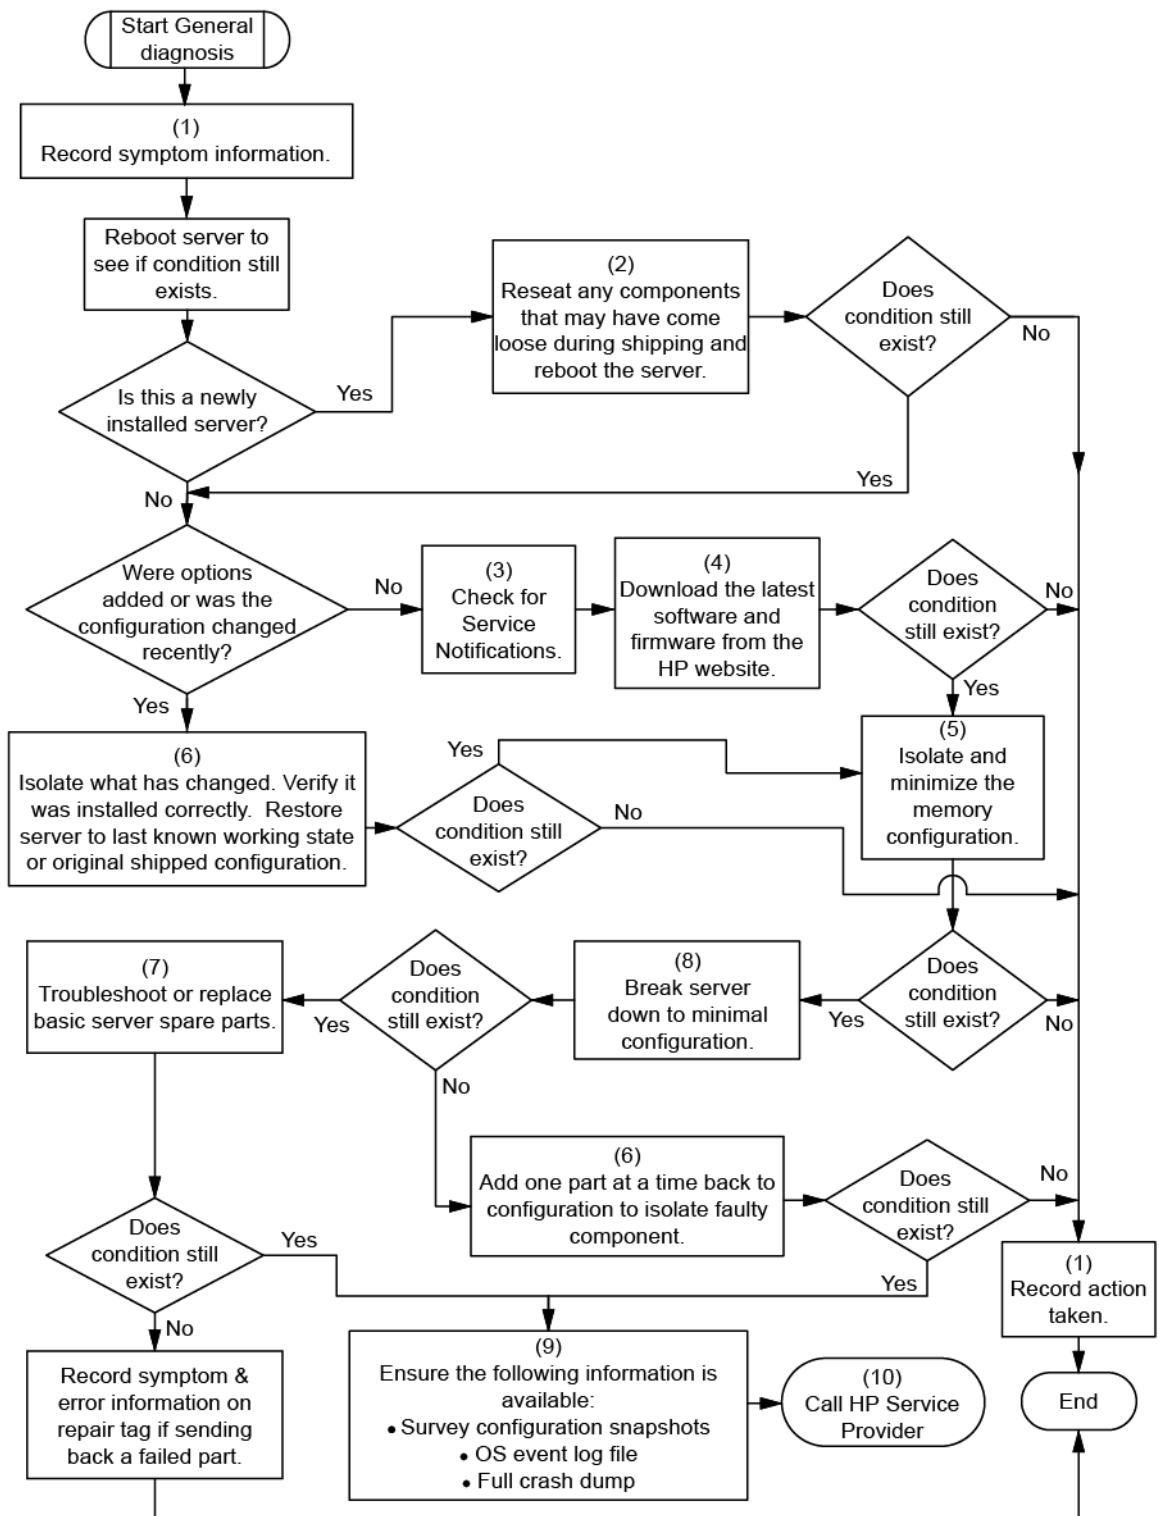 Start General
diagnosis
(1)
Record symptom information.
Reboot server to
see if condition still
exists.
Is this a newly
installed server?
Yes
No
(2)
Reseat any components
that may have come
loose during shipping and
reboot the server.
Does
condition still
exist?
No
Yes
Were options
added or was the
configuration changed
recently?
No
Yes
(3)
Check for
Service
Notifications.
(4)
Download the latest
software and
firmware from the
HP website.
Does
condition
still exist?
No
Yes
(5)
Isolate and
minimize the
memory
configuration.
(6)
Isolate what has changed. Verify it
was installed correctly. Restore
server to last known working state
or original shipped configuration.
Does
condition still
exist?
Yes
No
Does
condition
still exist?
No
Yes
(8)
Break server
down to minimal
configuration.
Does
condition
still exist?
Yes
No
(7)
Troubleshoot or replace
basic server spare parts.
(6)
Add one part at a time back to
configuration to isolate faulty
component.
Does
condition still
exist?
No
Yes
Does
condition still
exist?
Yes
No
(1)
Record action
taken.
End
Record symptom &
error information on
repair tag if sending
back a failed part.
(9)
Ensure the following information is
available:
• Survey configuration snapshots
• OS event log file
• Full crash dump
(10)
Call HP Service
Provider